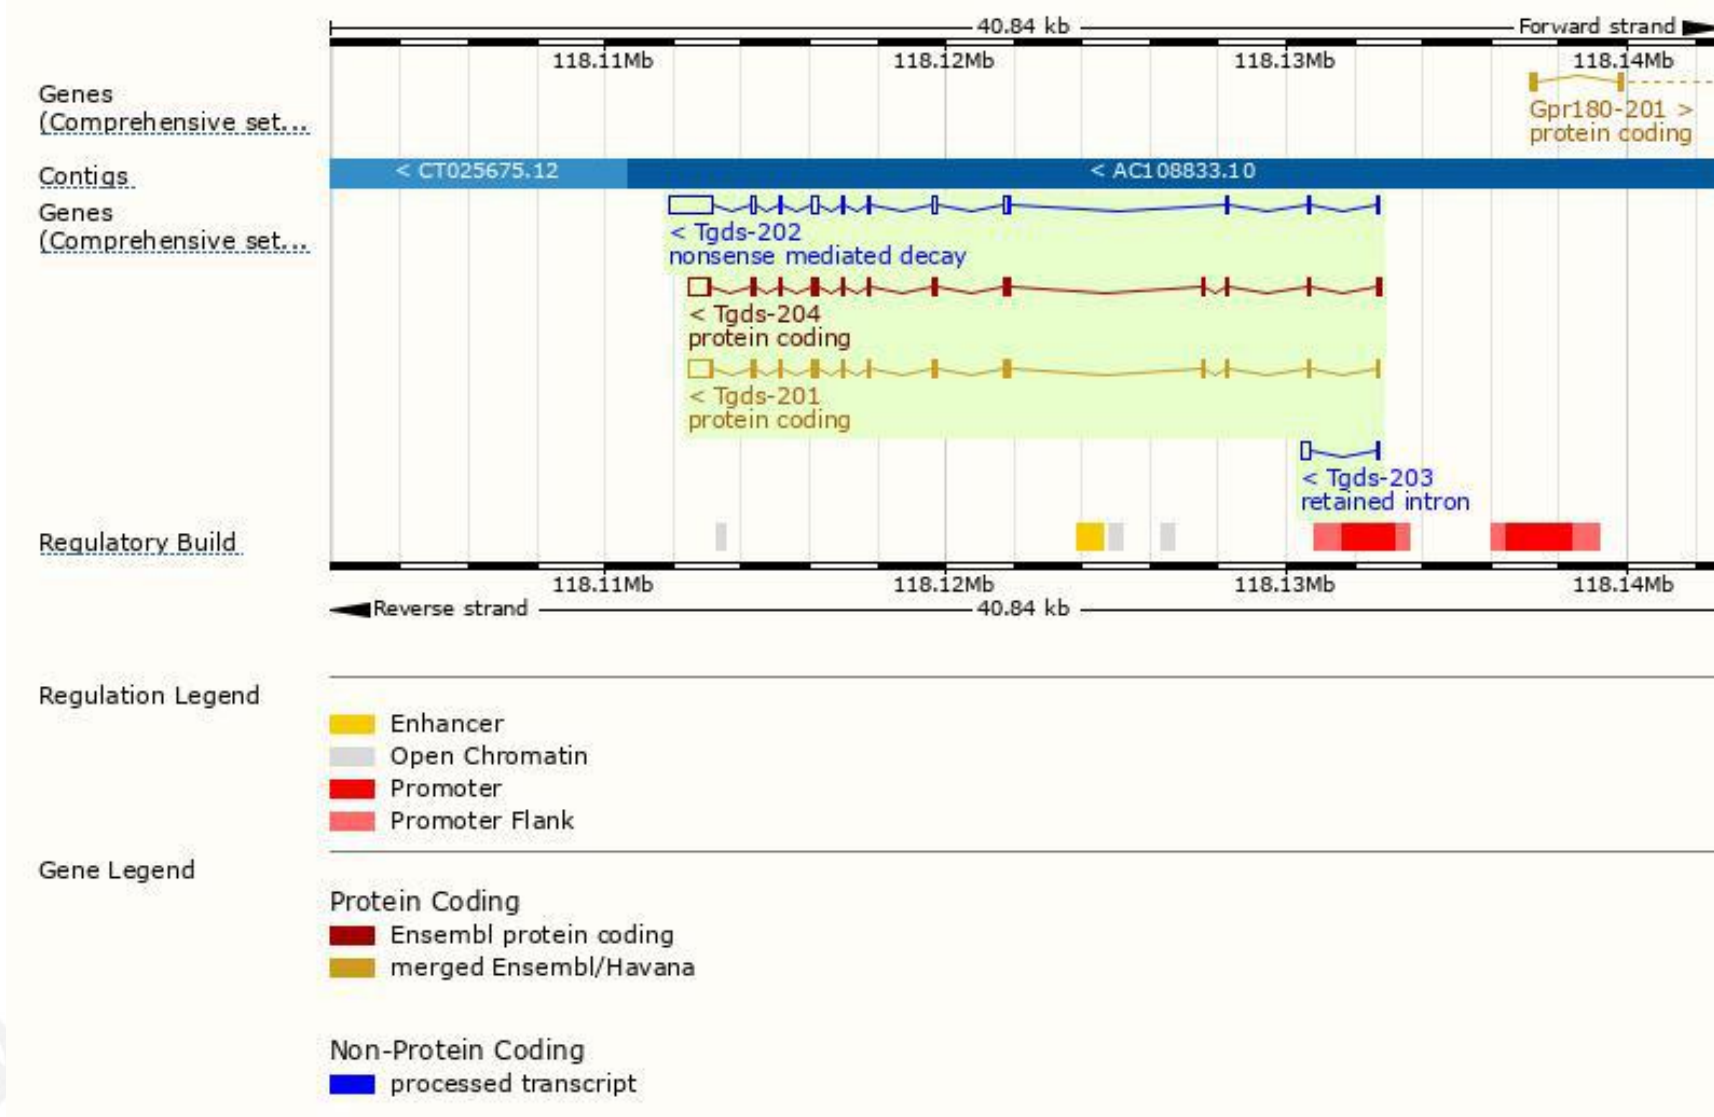 40.84 kb Forward strand
118.11Mb 118.12Mb 118.13Mb 118.14Mb
Genes
(Comprehensive set...
Gpr180-201 >
protein coding
Contigs
< CT025675.12 < AC108833.10
Genes
(Comprehensive set...
< Tgds-202
nonsense mediated decay
< Tgds-204
protein coding
< Tgds-201
protein coding
< Tgds-203
retained intron
Regulatory Build
118.11Mb 118.12Mb 118.13Mb 118.14Mb
Reverse strand 40.84 kb
Regulation Legend
Enhancer
Open Chromatin
Promoter
Promoter Flank
Gene Legend
Protein Coding
Ensembl protein coding
merged Ensembl/Havana
Non-Protein Coding
processed transcript